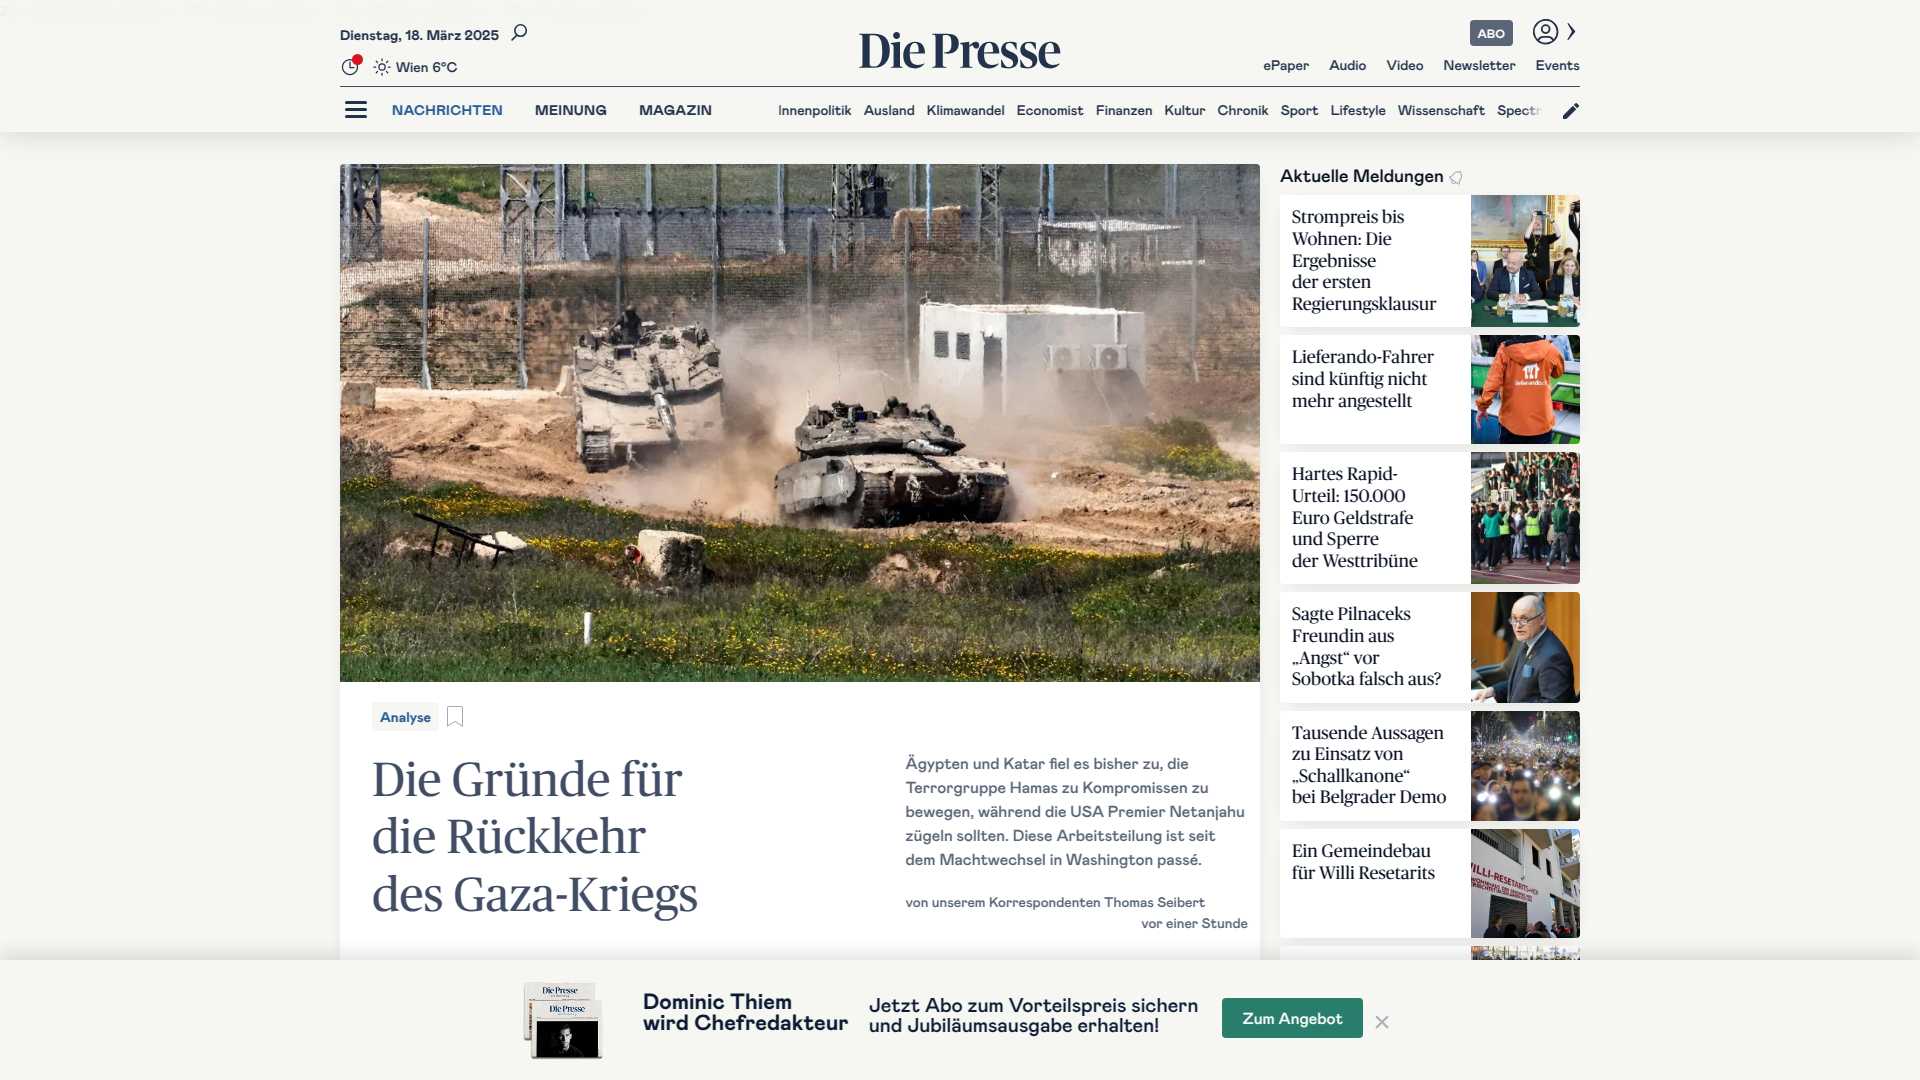 Dienstag, 18. März 2025
Wien 6°C
Die Presse
ABO
ePaper Audio Video Newsletter Events
NACHRICHTEN MEINUNG MAGAZIN
Innenpolitik Ausland Klimawandel Economist Finanzen Kultur Chronik Sport Lifestyle Wissenschaft Spectr
Analyse
Die Gründe für
die Rückkehr
des Gaza-Kriegs
Ägypten und Katar fiel es bisher zu, die
Terrorgruppe Hamas zu Kompromissen zu
bewegen, während die USA Premier Netanjahu
zügeln sollten. Diese Arbeitsteilung ist seit
dem Machtwechsel in Washington passé.
von unserem Korrespondenten Thomas Seibert
vor einer Stunde
Aktuelle Meldungen
Strompreis bis
Wohnen: Die
Ergebnisse
der ersten
Regierungsklausur
Lieferando-Fahrer
sind künftig nicht
mehr angestellt
Hartes Rapid-
Urteil: 150.000
Euro Geldstrafe
und Sperre
der Westtribüne
Sagte Pilnaceks
Freundin aus
„Angst“ vor
Sobotka falsch aus?
Tausende Aussagen
zu Einsatz von
„Schallkanone“
bei Belgrader Demo
Ein Gemeindebau
für Willi Resetarits
Die Presse
Die Presse
Dominic Thiem
wird Chefredakteur
Jetzt Abo zum Vorteilspreis sichern
und Jubiläumsausgabe erhalten!
Zum Angebot